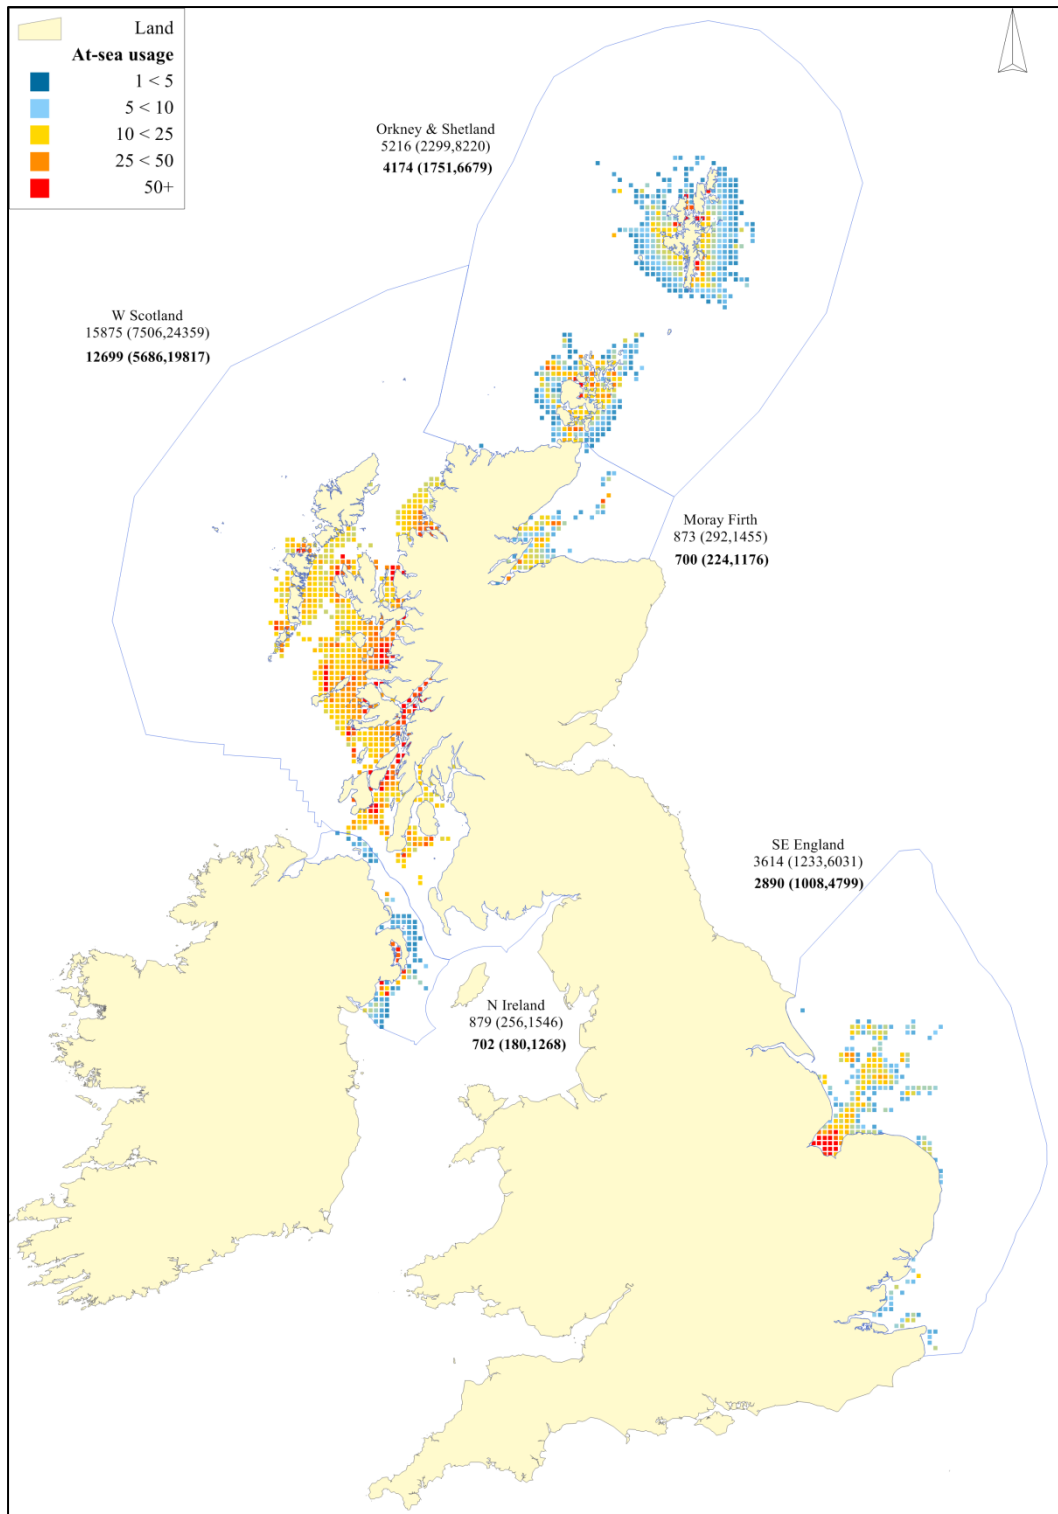 Land
At-sea usage
1 < 5
5 < 10
10 < 25
25 < 50
50+
Orkney & Shetland
5216 (2299,8220)
4174 (1751,6679)
W Scotland
15875 (7506,24359)
12699 (5686,19817)
Moray Firth
873 (292,1455)
700 (224,1176)
SE England
3614 (1233,6031)
2890 (1008,4799)
N Ireland
879 (256,1546)
702 (180,1268)